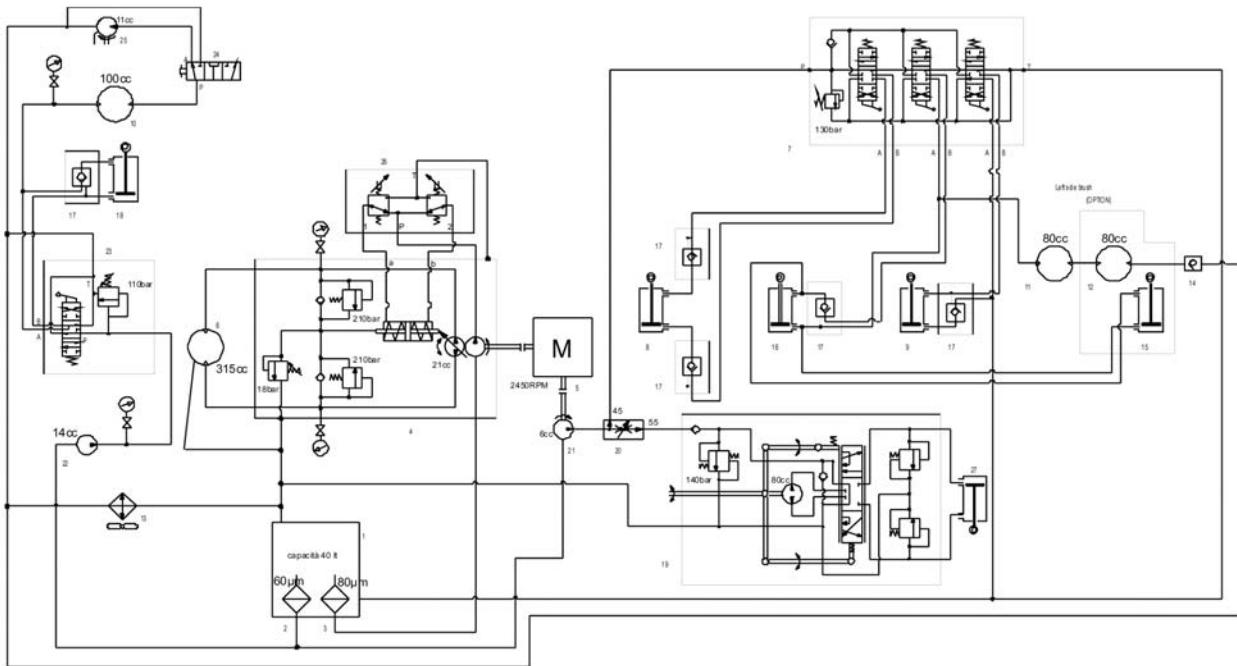 11cc
25
24
A
P
100cc
10
17
18
23
T
110bar
B
A
P
14cc
22
13
6
315cc
18bar
26
T
1
P
2
a
b
210bar
210bar
21cc
4
M
2450RPM
5
6cc
21
45
55
20
capacità 40 lt
1
60µm
80µm
2
3
P
T
130bar
7
A
B
A
B
A
B
17
8
17
16
17
9
17
(OPTION)
80cc
80cc
11
12
14
15
140bar
80cc
19
27